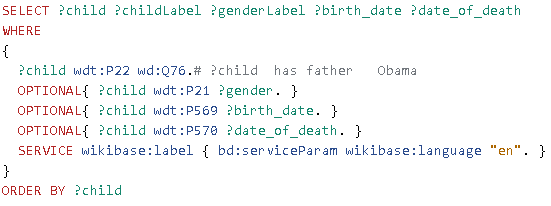 SELECT ?child ?childLabel ?genderLabel ?birth_date ?date_of_death
WHERE
{
  ?child wdt:P22 wd:Q76.# ?child  has father   Obama
  OPTIONAL{ ?child wdt:P21 ?gender. }
  OPTIONAL{ ?child wdt:P569 ?birth_date. }
  OPTIONAL{ ?child wdt:P570 ?date_of_death. }
  SERVICE wikibase:label { bd:serviceParam wikibase:language "en". }
}
ORDER BY ?child